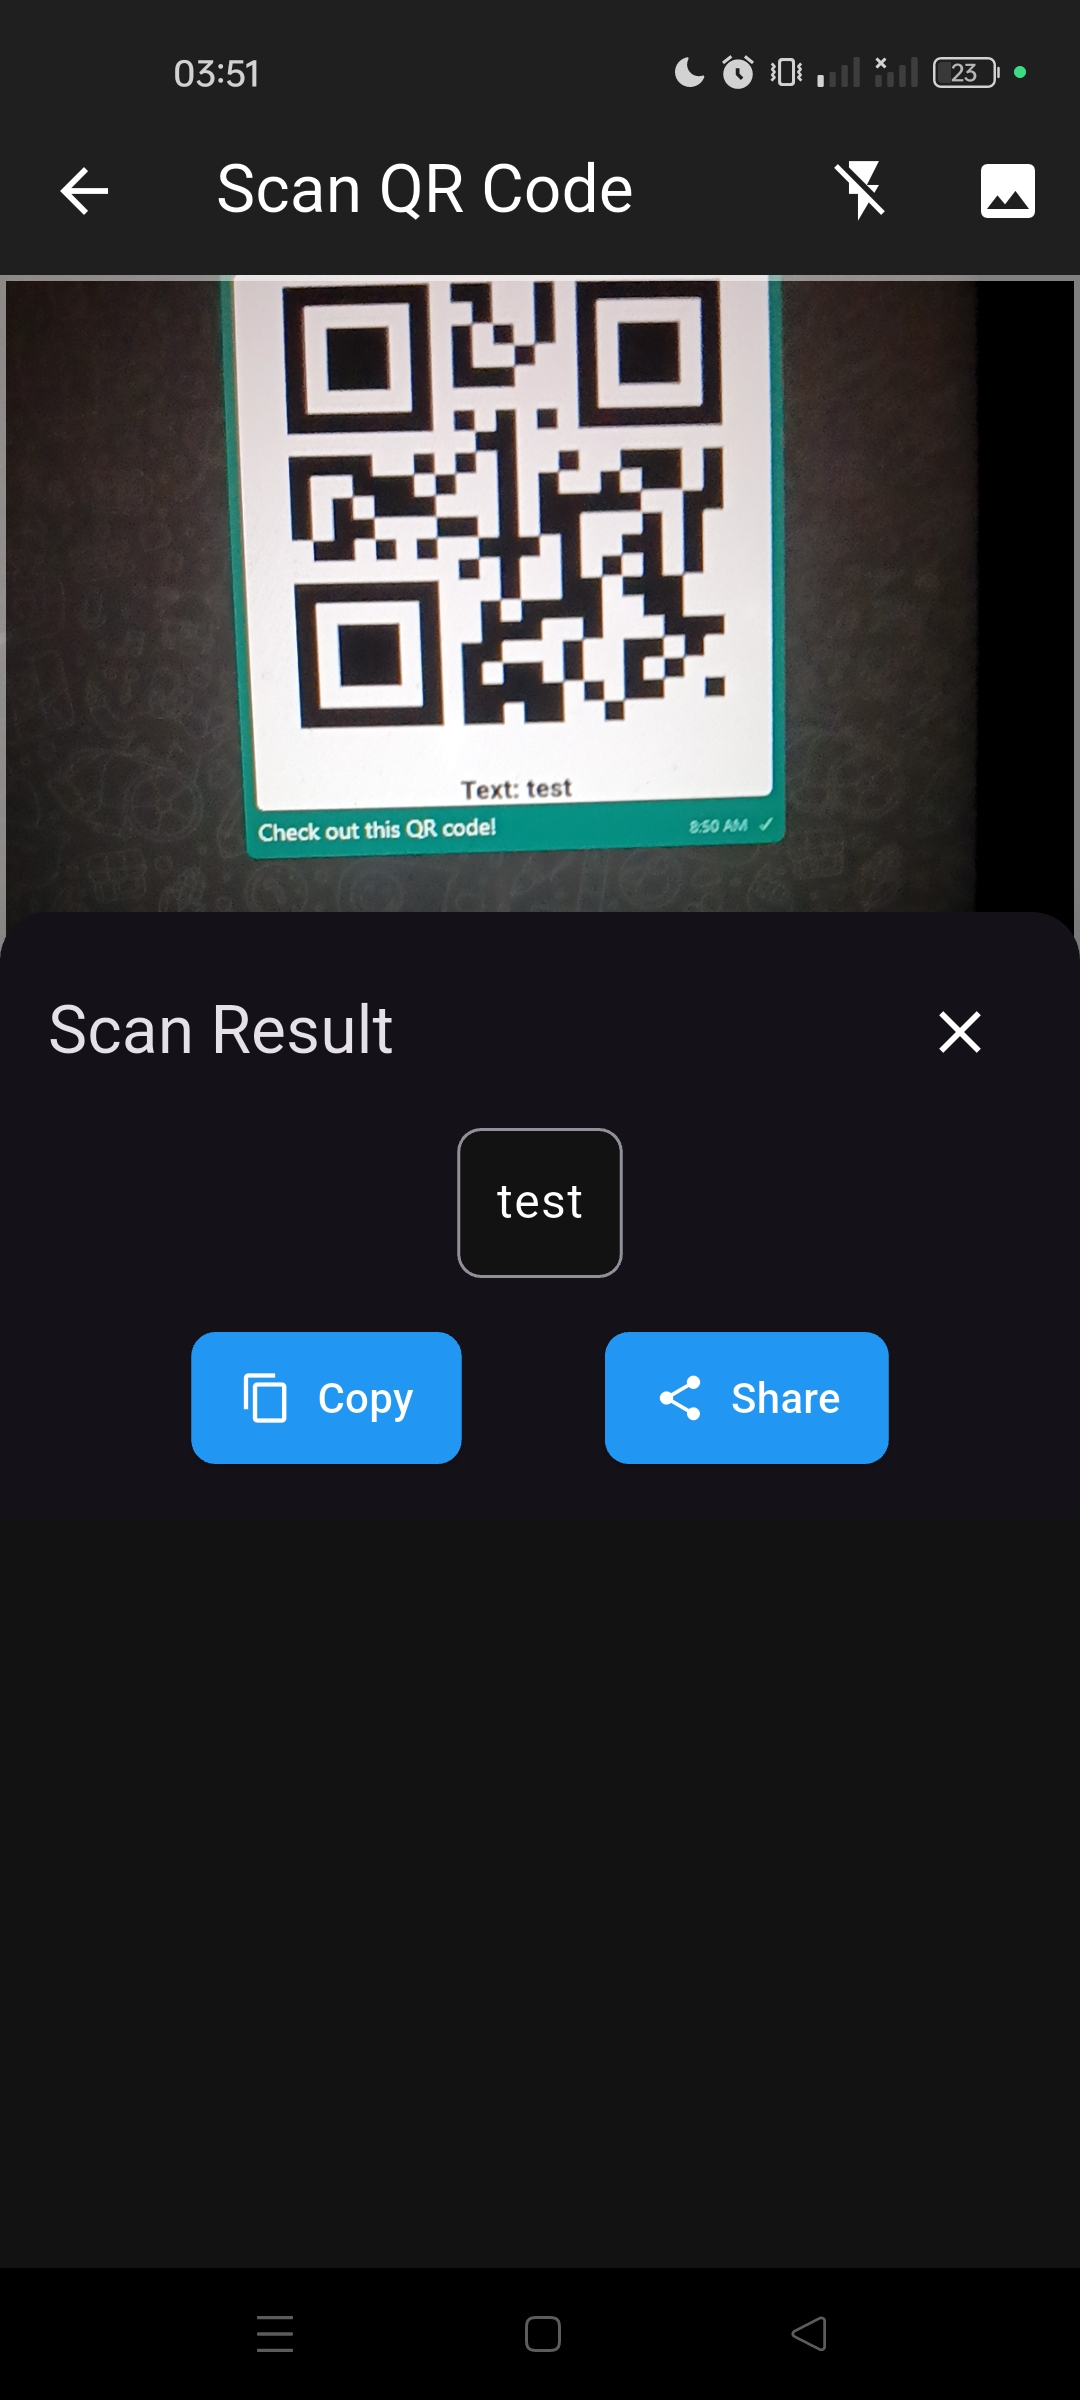 03:51
23
Scan QR Code
Text: test
Check out this QR code!
8:50 AM
Scan Result
test
Copy
Share